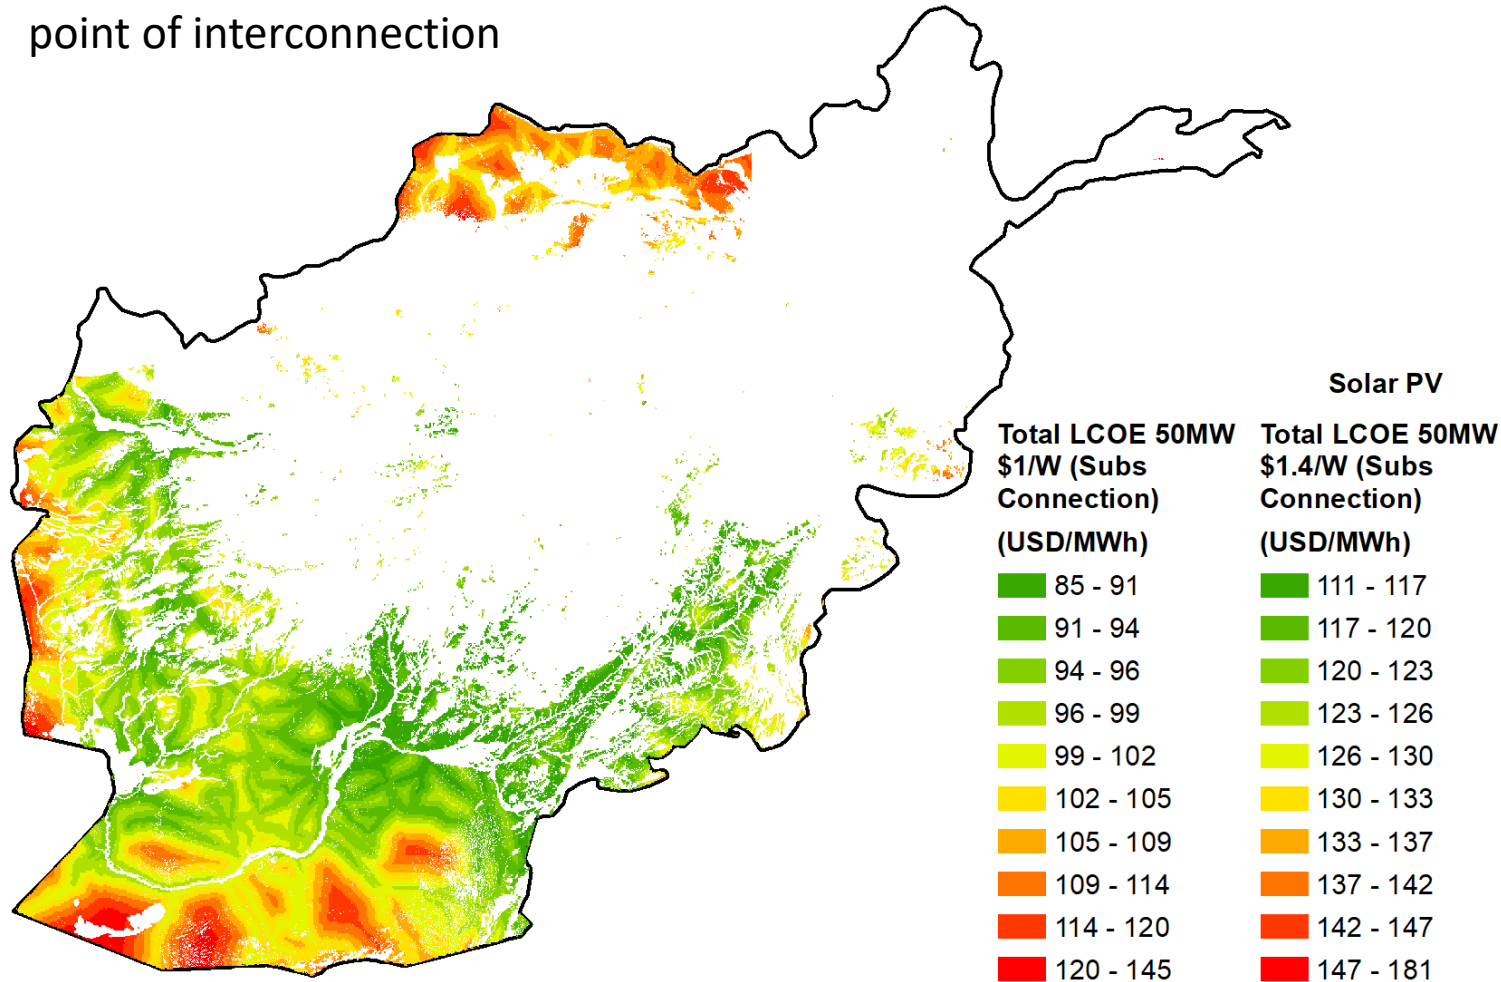 point of interconnection
Solar PV
Total LCOE 50MW
$1/W (Subs
Connection)
(USD/MWh)
85 - 91
91 - 94
94 - 96
96 - 99
99 - 102
102 - 105
105 - 109
109 - 114
114 - 120
120 - 145
Total LCOE 50MW
$1.4/W (Subs
Connection)
(USD/MWh)
111 - 117
117 - 120
120 - 123
123 - 126
126 - 130
130 - 133
133 - 137
137 - 142
142 - 147
147 - 181